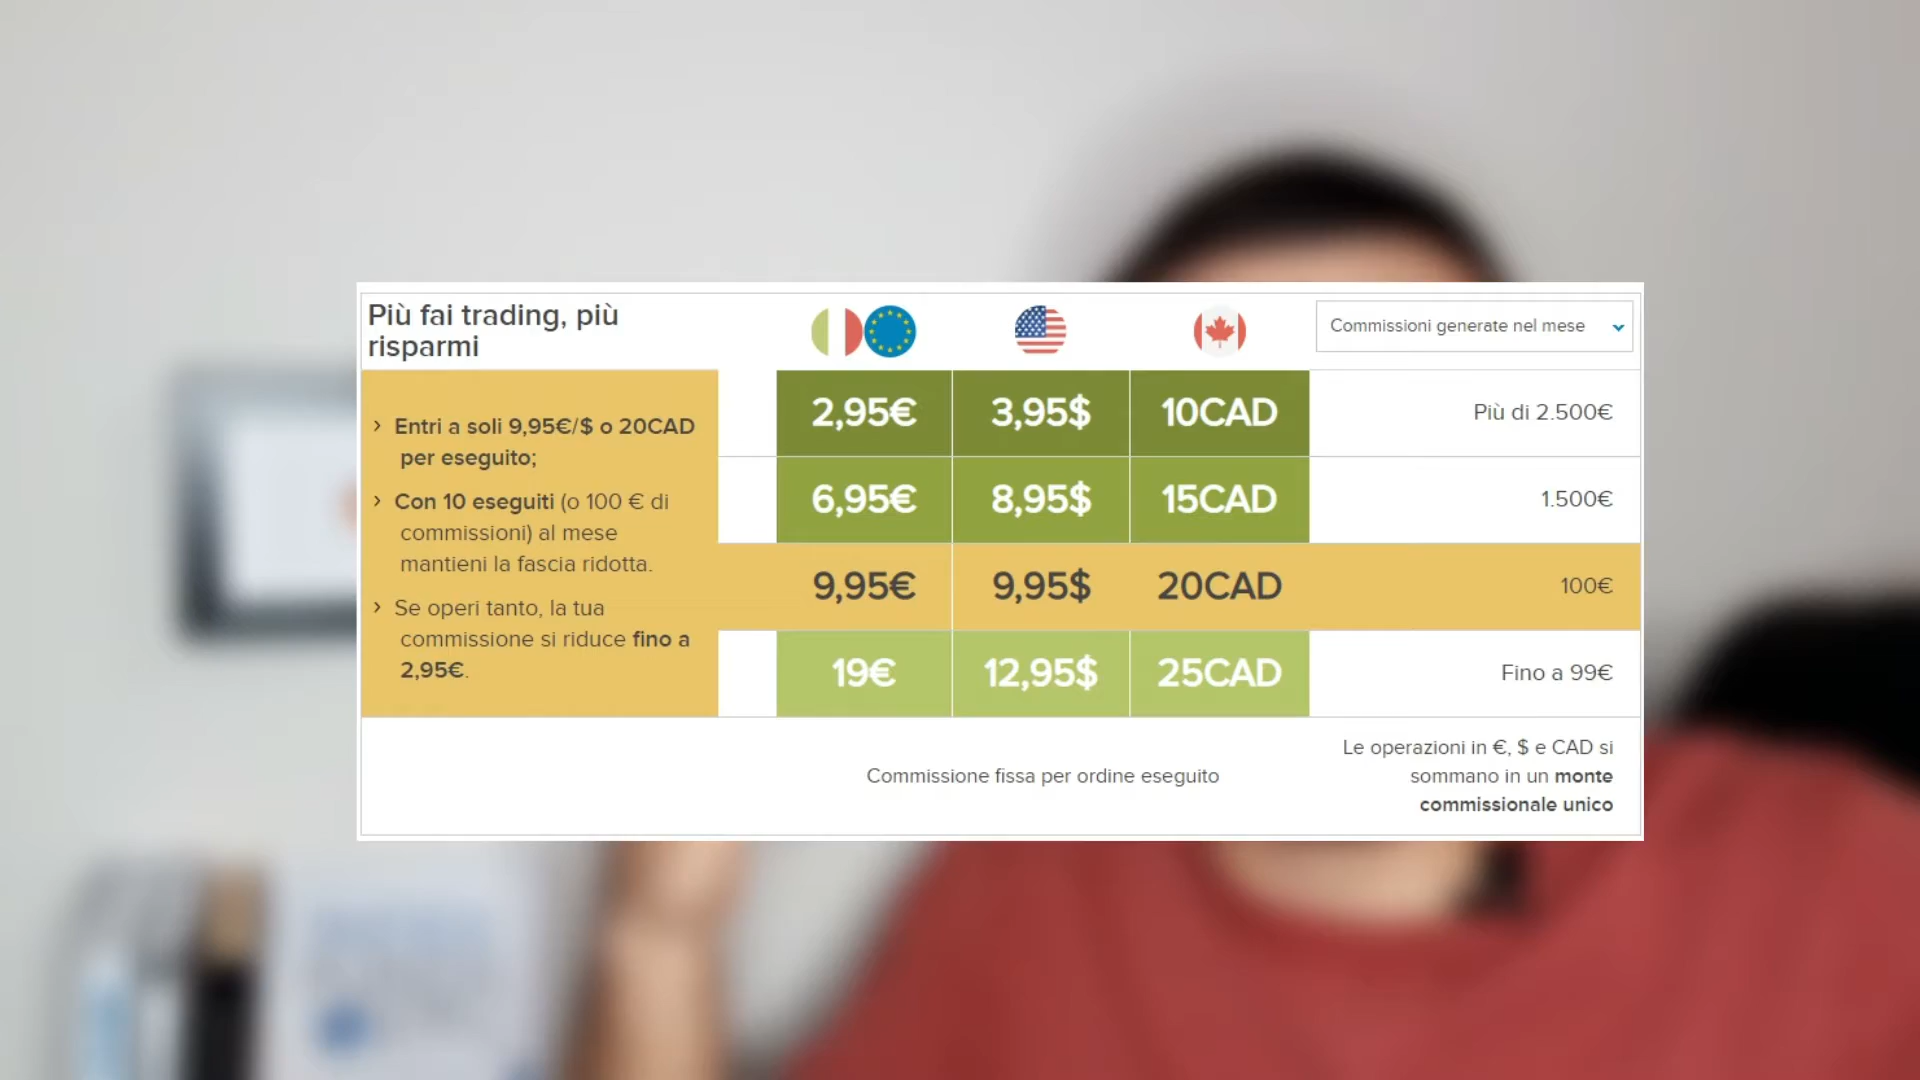 Più fai trading, più
risparmi
Commissioni generate nel mese
Entri a soli 9,95€/$ o 20CAD
per eseguito;
Con 10 eseguiti (o 100 € di
commissioni) al mese
mantieni la fascia ridotta.
Se operi tanto, la tua
commissione si riduce fino a
2,95€.
2,95€ 3,95$ 10CAD Più di 2.500€
6,95€ 8,95$ 15CAD 1.500€
9,95€ 9,95$ 20CAD 100€
19€ 12,95$ 25CAD Fino a 99€
Commissione fissa per ordine eseguito
Le operazioni in €, $ e CAD si
sommano in un monte
commissionale unico